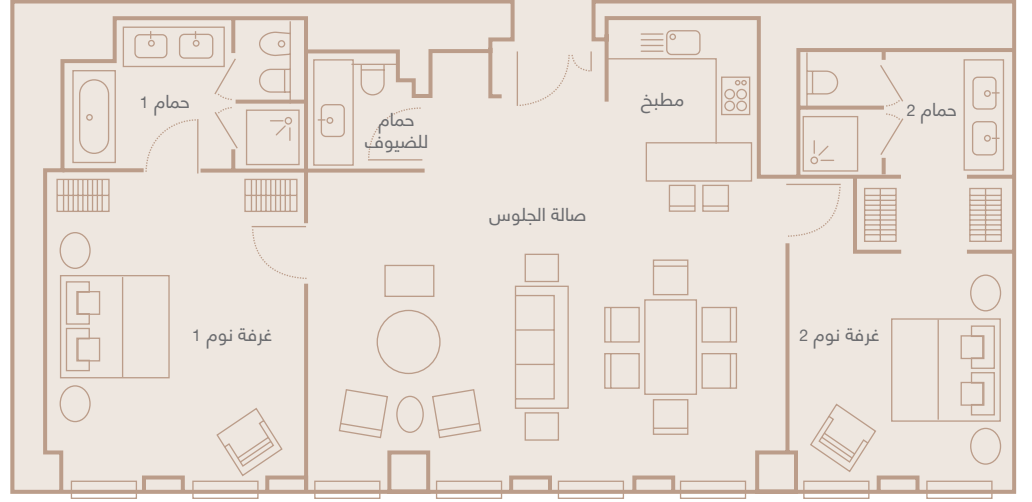 حمام 1
حمام
للضيوف
مطبخ
حمام 2
صالة الجلوس
غرفة نوم 1
غرفة نوم 2